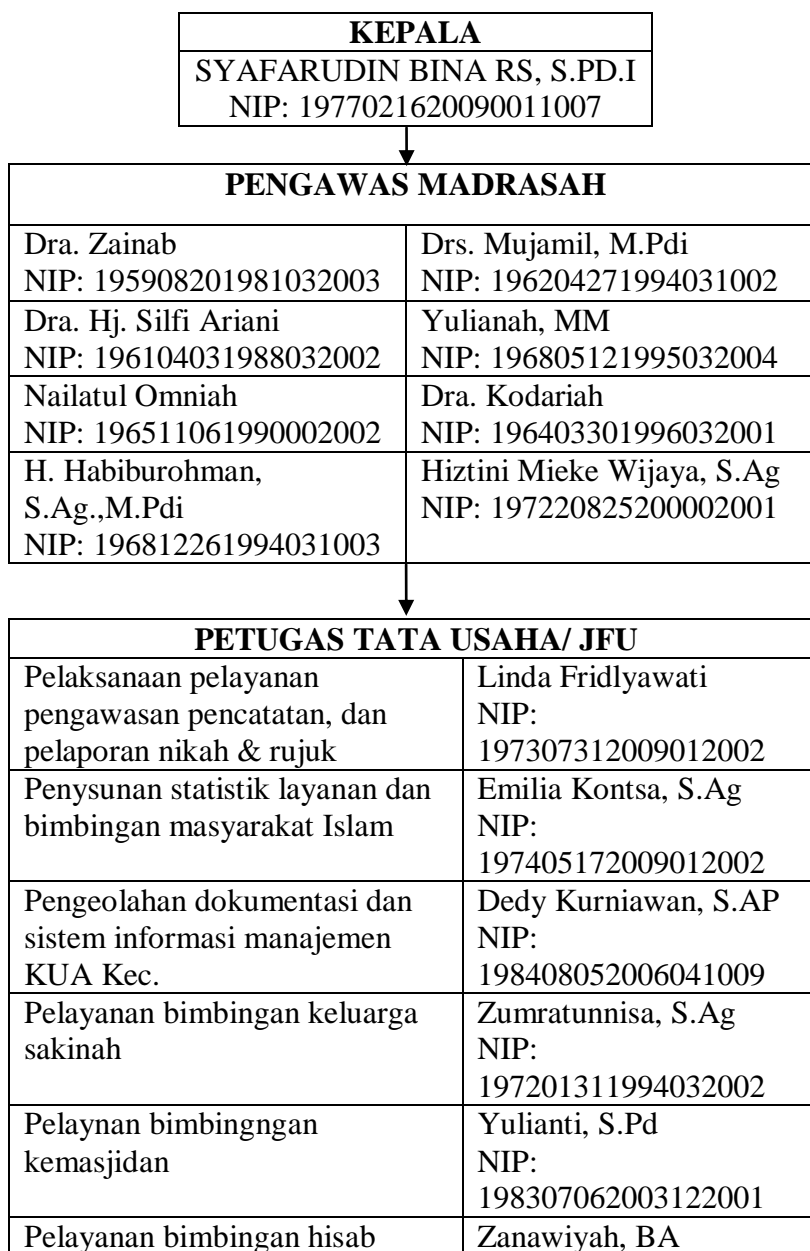 KEPALA
SYAFARUDIN BINA RS, S.PD.I
NIP: 1977021620090011007
PENGAWAS MADRASAH
Dra. Zainab
NIP: 195908201981032003
Drs. Mujamil, M.Pdi
NIP: 196204271994031002
Dra. Hj. Silfi Ariani
NIP: 196104031988032002
Yulianah, MM
NIP: 196805121995032004
Nailatul Omniah
NIP: 196511061990002002
Dra. Kodariah
NIP: 196403301996032001
H. Habiburohman,
S.Ag.,M.Pdi
NIP: 196812261994031003
Hiztini Mieke Wijaya, S.Ag
NIP: 197220825200002001
PETUGAS TATA USAHA/ JFU
Pelaksanaan pelayanan
pengawasan pencatatan, dan
pelaporan nikah & rujuk
Linda Fridlyawati
NIP:
197307312009012002
Penysunan statistik layanan dan
bimbingan masyarakat Islam
Emilia Kontsa, S.Ag
NIP:
197405172009012002
Pengeolahan dokumentasi dan
sistem informasi manajemen
KUA Kec.
Dedy Kurniawan, S.AP
NIP:
198408052006041009
Pelayanan bimbingan keluarga
sakinah
Zumratunnisa, S.Ag
NIP:
197201311994032002
Pelaynan bimbingngan
kemasjidan
Yulianti, S.Pd
NIP:
198307062003122001
Pelayanan bimbingan hisab
Zanawiyah, BA